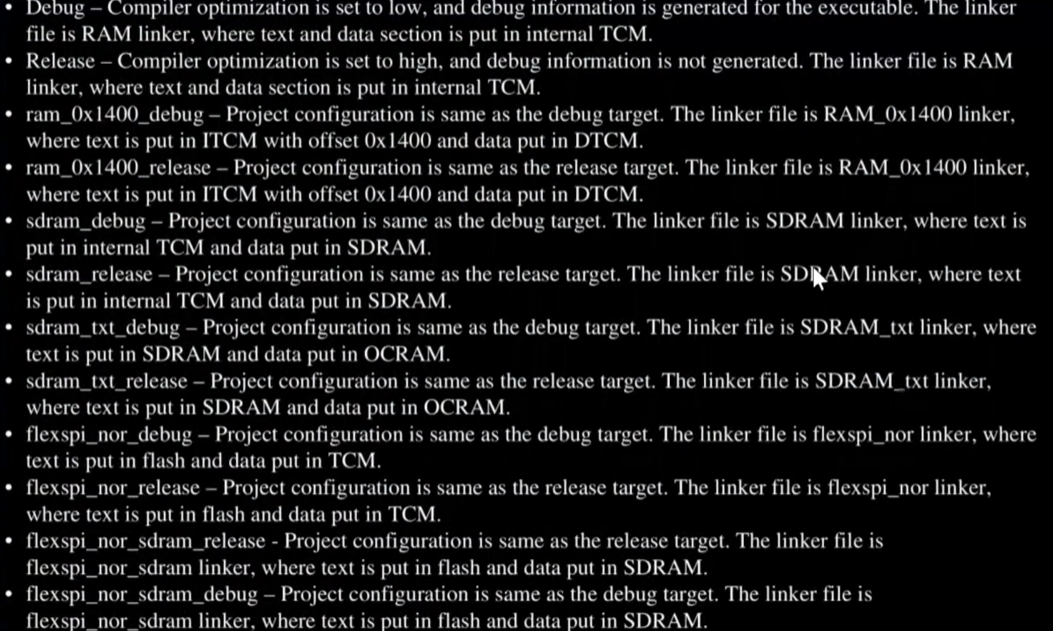 • Debug – Compiler optimization is set to low, and debug information is generated for the executable. The linker
file is RAM linker, where text and data section is put in internal TCM.
• Release – Compiler optimization is set to high, and debug information is not generated. The linker file is RAM
linker, where text and data section is put in internal TCM.
• ram_0x1400_debug – Project configuration is same as the debug target. The linker file is RAM_0x1400 linker,
where text is put in ITCM with offset 0x1400 and data put in DTCM.
• ram_0x1400_release – Project configuration is same as the release target. The linker file is RAM_0x1400 linker,
where text is put in ITCM with offset 0x1400 and data put in DTCM.
• sdram_debug – Project configuration is same as the debug target. The linker file is SDRAM linker, where text is
put in internal TCM and data put in SDRAM.
• sdram_release – Project configuration is same as the release target. The linker file is SDRAM linker, where text
is put in internal TCM and data put in SDRAM.
• sdram_txt_debug – Project configuration is same as the debug target. The linker file is SDRAM_txt linker, where
text is put in SDRAM and data put in OCRAM.
• sdram_txt_release – Project configuration is same as the release target. The linker file is SDRAM_txt linker,
where text is put in SDRAM and data put in OCRAM.
• flexspi_nor_debug – Project configuration is same as the debug target. The linker file is flexspi_nor linker, where
text is put in flash and data put in TCM.
• flexspi_nor_release – Project configuration is same as the release target. The linker file is flexspi_nor linker,
where text is put in flash and data put in TCM.
• flexspi_nor_sdram_release - Project configuration is same as the release target. The linker file is
flexspi_nor_sdram linker, where text is put in flash and data put in SDRAM.
• flexspi_nor_sdram_debug – Project configuration is same as the debug target. The linker file is
flexspi_nor_sdram linker, where text is put in flash and data put in SDRAM.